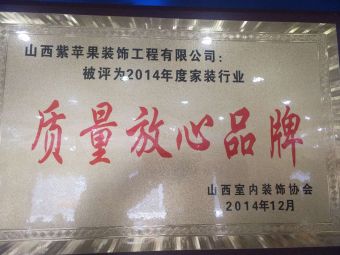 山西紫苹果装饰工程有限公司：
被评为2014年度家装行业
质量放心品牌
山西室内装饰协会
2014年12月